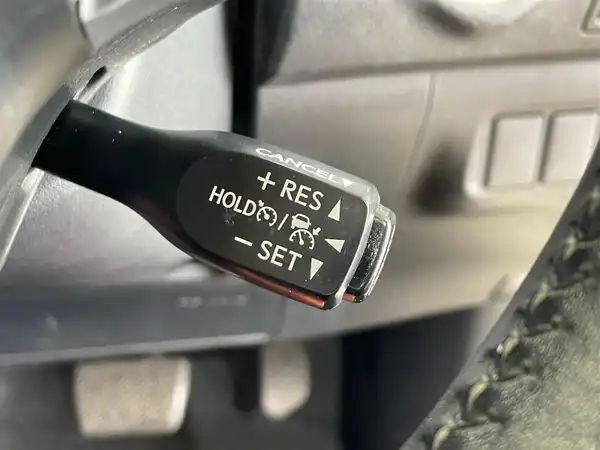 CANCEL▼
+ RES ▲
HOLD / ◀
− SET ▼